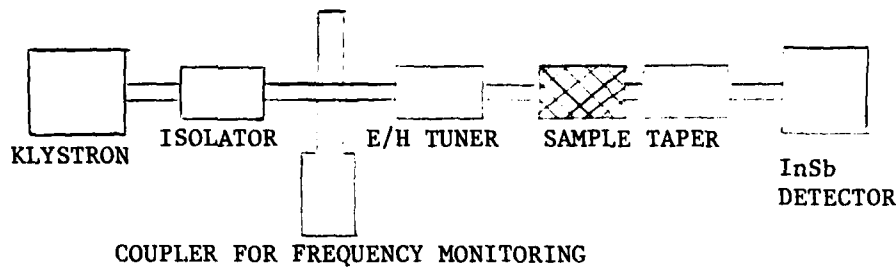 KLYSTRON
ISOLATOR
E/H TUNER
SAMPLE TAPER
InSb
DETECTOR
COUPLER FOR FREQUENCY MONITORING